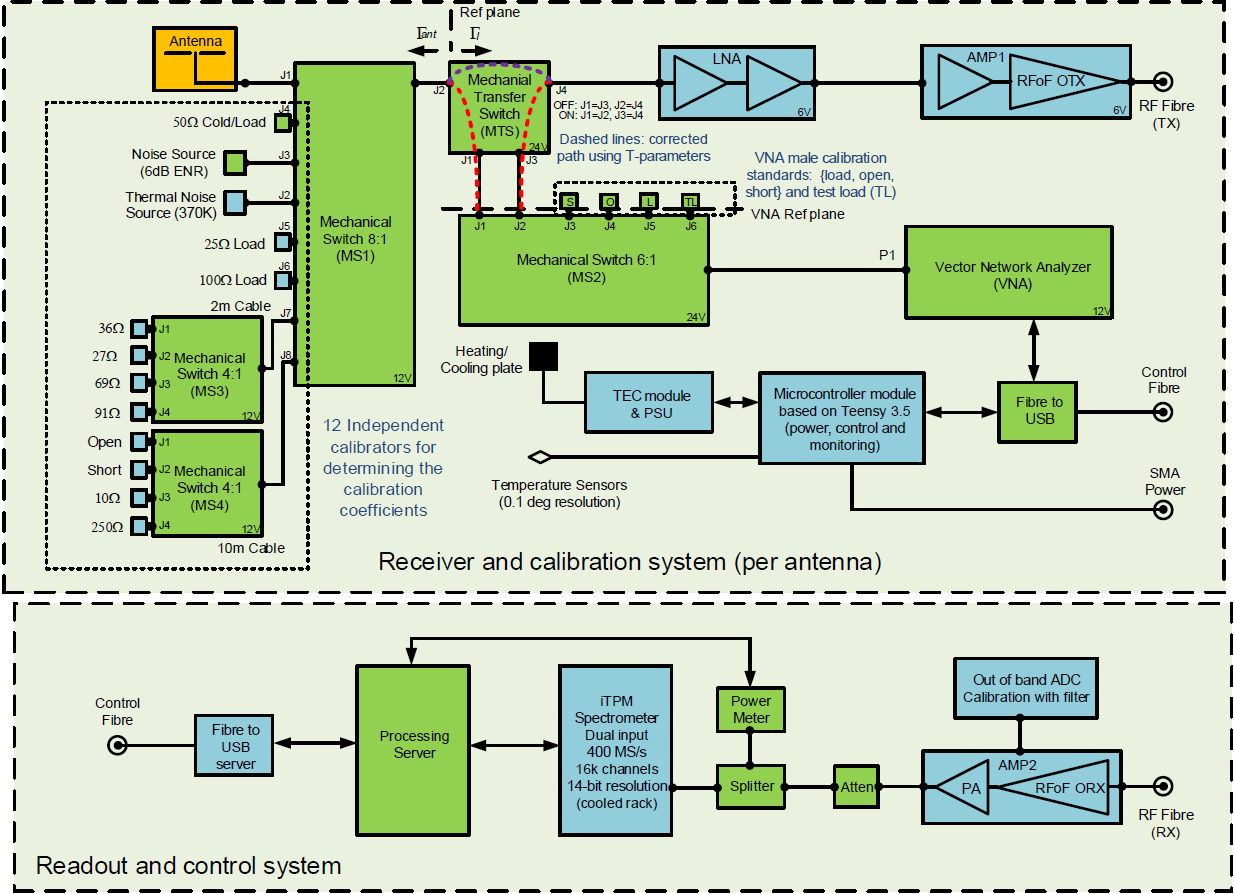 Ref plane
Γant
Γl
Antenna
J1
J2
Mechanial
Transfer
Switch
(MTS)
24V
J4
J1
J3
OFF: J1=J3, J2=J4
ON: J1=J2, J3=J4
LNA
6V
AMP1
RFoF OTX
6V
RF Fibre
(TX)
Dashed lines: corrected
path using T-parameters
VNA male calibration
standards: {load, open,
short} and test load (TL)
VNA Ref plane
J4
50Ω Cold/Load
Noise Source
(6dB ENR)
J3
Thermal Noise
Source (370K)
J2
J5
25Ω Load
J6
100Ω Load
2m Cable
J7
J8
Mechanical
Switch 8:1
(MS1)
12V
S
O
L
TL
J1
J2
J3
J4
J5
J6
Mechanical Switch 6:1
(MS2)
24V
P1
Vector Network Analyzer
(VNA)
12V
36Ω
27Ω
69Ω
91Ω
J1
J2
J3
J4
Mechanical
Switch 4:1
(MS3)
12V
Open
Short
10Ω
250Ω
J1
J2
J3
J4
Mechanical
Switch 4:1
(MS4)
12V
10m Cable
12 Independent
calibrators for
determining the
calibration
coefficients
Heating/
Cooling plate
TEC module
& PSU
Microcontroller module
based on Teensy 3.5
(power, control and
monitoring)
Fibre to
USB
Control
Fibre
Temperature Sensors
(0.1 deg resolution)
SMA
Power
Receiver and calibration system (per antenna)
Control
Fibre
Fibre to
USB
server
Processing
Server
iTPM
Spectrometer
Dual input
400 MS/s
16k channels
14-bit resolution
(cooled rack)
Power
Meter
Splitter
Atten
Out of band ADC
Calibration with filter
AMP2
PA
RFoF ORX
RF Fibre
(RX)
Readout and control system